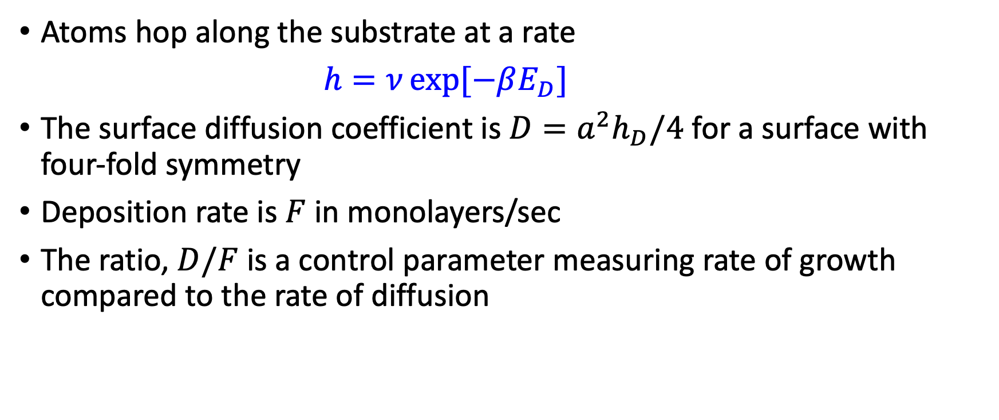 • Atoms hop along the substrate at a rate
h = ν exp[−βE_D]
• The surface diffusion coefficient is D = a²h_D/4 for a surface with
four-fold symmetry
• Deposition rate is F in monolayers/sec
• The ratio, D/F is a control parameter measuring rate of growth
compared to the rate of diffusion